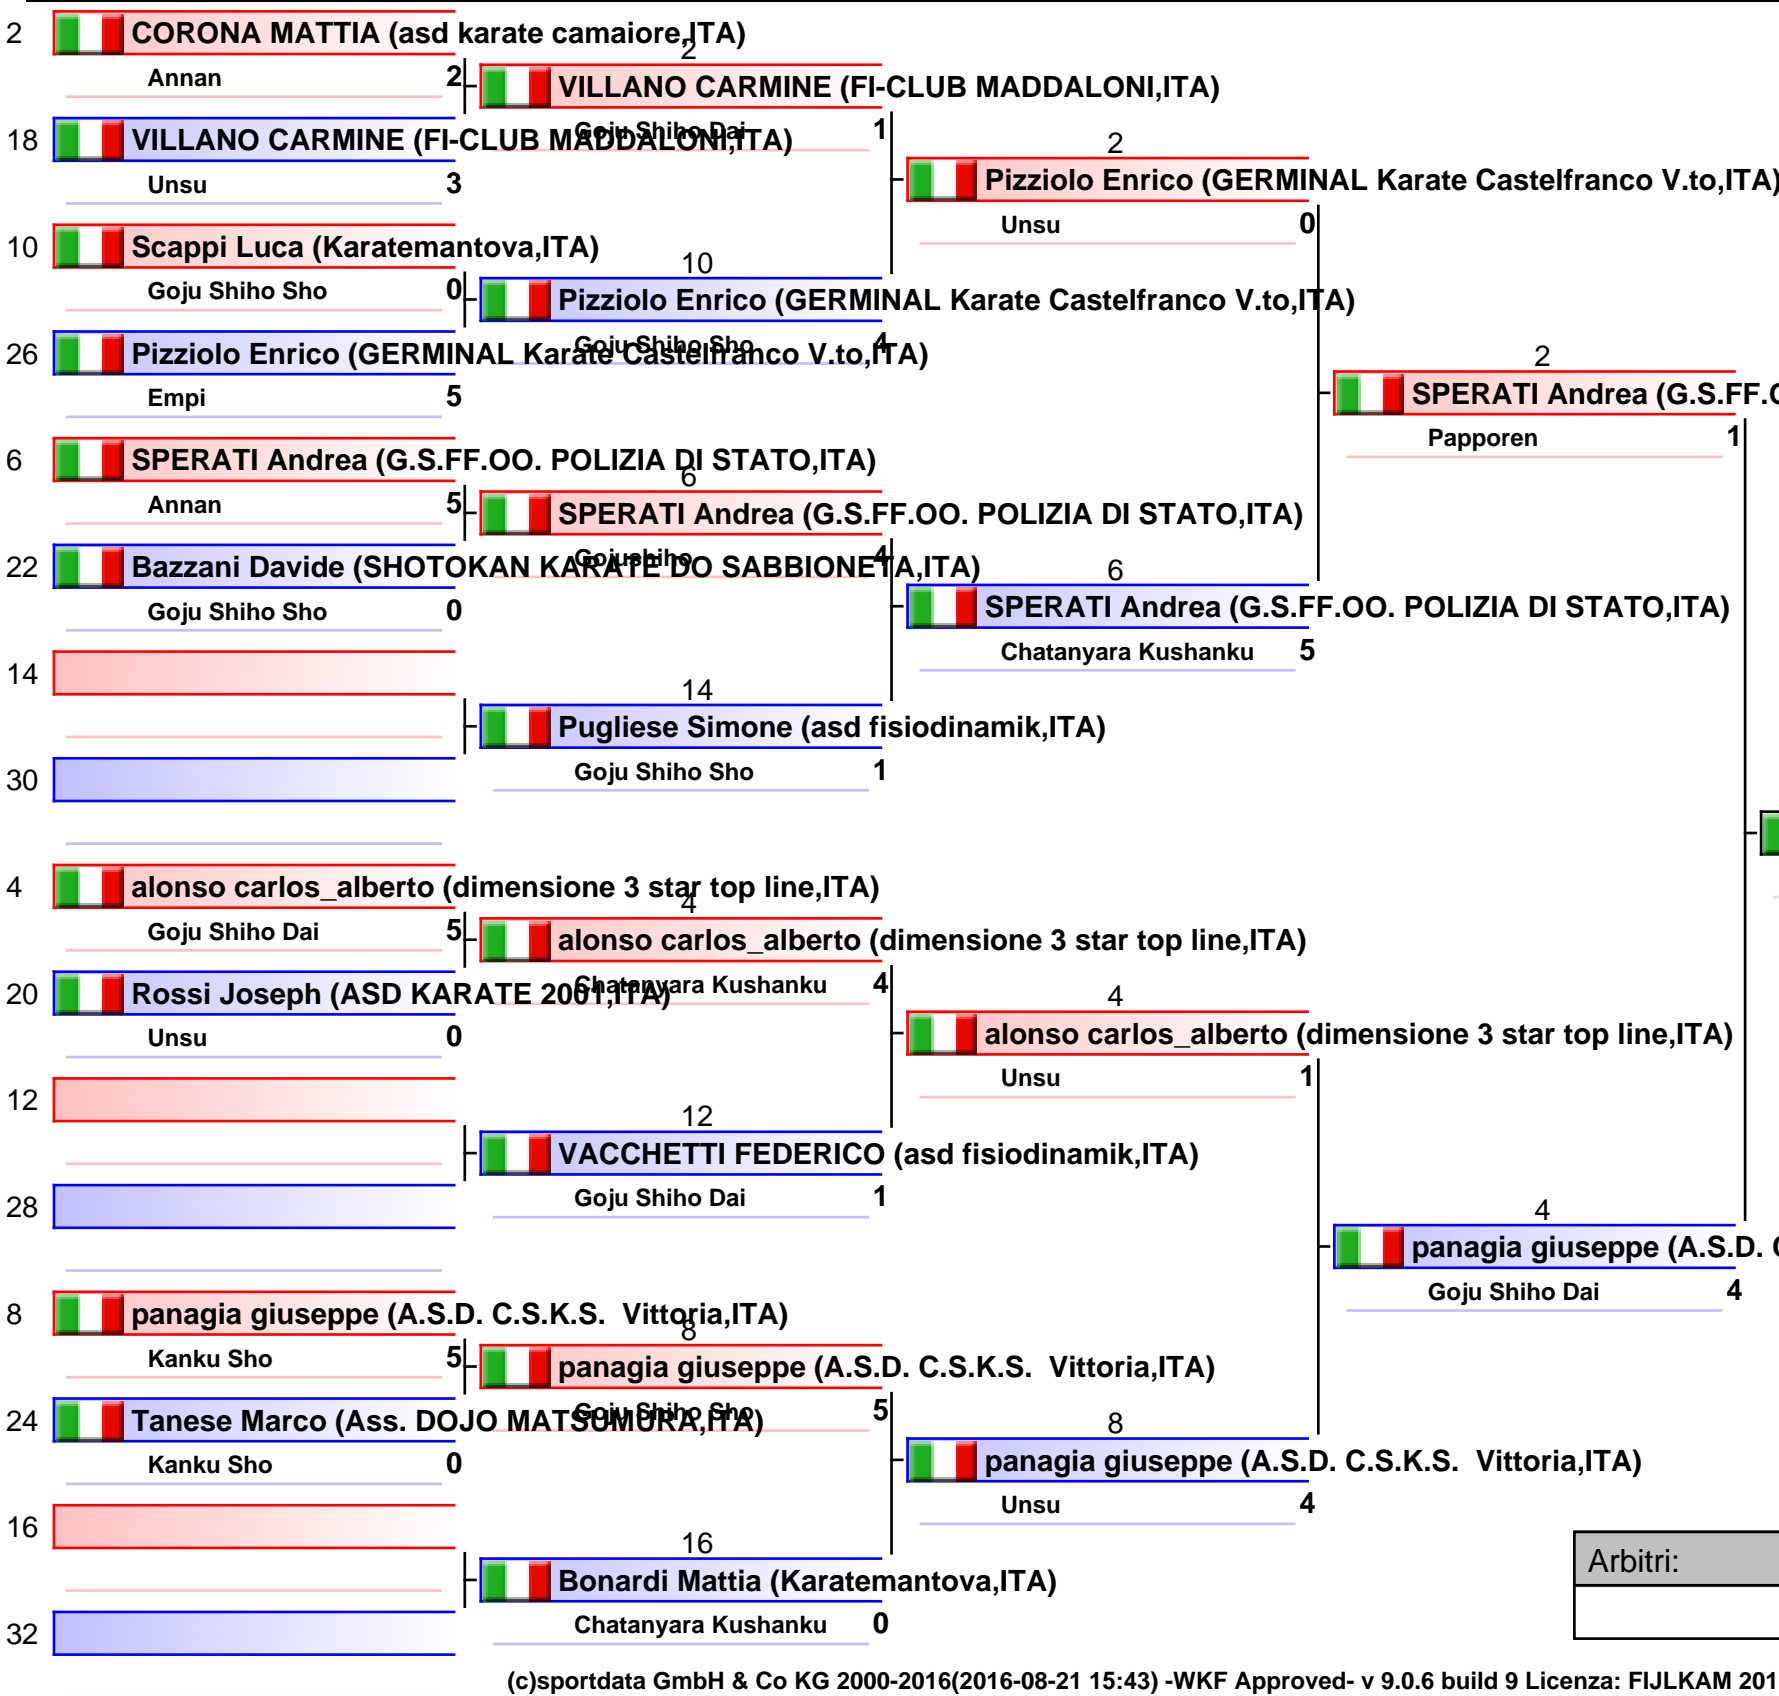 2 CORONA MATTIA (asd karate camaiore,ITA)
Annan 2
18 VILLANO CARMINE (FI-CLUB MADDALONI,ITA)
Unsu 3
10 Scappi Luca (Karatemantova,ITA)
Goju Shiho Sho 0
26 Pizziolo Enrico (GERMINAL Karate Castelfranco V.to,ITA)
Empi 5
6 SPERATI Andrea (G.S.FF.OO. POLIZIA DI STATO,ITA)
Annan 5
22 Bazzani Davide (SHOTOKAN KARATE DO SABBIONETA,ITA)
Goju Shiho Sho 0
14
30
4 alonso carlos_alberto (dimensione 3 star top line,ITA)
Goju Shiho Dai 5
20 Rossi Joseph (ASD KARATE 2001,ITA)
Unsu 0
12
28
8 panagia giuseppe (A.S.D. C.S.K.S. Vittoria,ITA)
Kanku Sho 5
24 Tanese Marco (Ass. DOJO MATSUMURA,ITA)
Kanku Sho 0
16
32
2
VILLANO CARMINE (FI-CLUB MADDALONI,ITA)
Goju Shiho Dai 1
10
Pizziolo Enrico (GERMINAL Karate Castelfranco V.to,ITA)
Goju Shiho Sho 4
6
SPERATI Andrea (G.S.FF.OO. POLIZIA DI STATO,ITA)
Gojushiho 4
14
Pugliese Simone (asd fisiodinamik,ITA)
Goju Shiho Sho 1
4
alonso carlos_alberto (dimensione 3 star top line,ITA)
Chatanyara Kushanku 4
12
VACCHETTI FEDERICO (asd fisiodinamik,ITA)
Goju Shiho Dai 1
8
panagia giuseppe (A.S.D. C.S.K.S. Vittoria,ITA)
Goju Shiho Sho 5
16
Bonardi Mattia (Karatemantova,ITA)
Chatanyara Kushanku 0
2
Pizziolo Enrico (GERMINAL Karate Castelfranco V.to,ITA)
Unsu 0
6
SPERATI Andrea (G.S.FF.OO. POLIZIA DI STATO,ITA)
Chatanyara Kushanku 5
4
alonso carlos_alberto (dimensione 3 star top line,ITA)
Unsu 1
8
panagia giuseppe (A.S.D. C.S.K.S. Vittoria,ITA)
Unsu 4
2
SPERATI Andrea (G.S.FF.
Papporen 1
4
panagia giuseppe (A.S.D.
Goju Shiho Dai 4
Arbitri:
(c)sportdata GmbH & Co KG 2000-2016(2016-08-21 15:43) -WKF Approved- v 9.0.6 build 9 Licenza: FIJLKAM 201